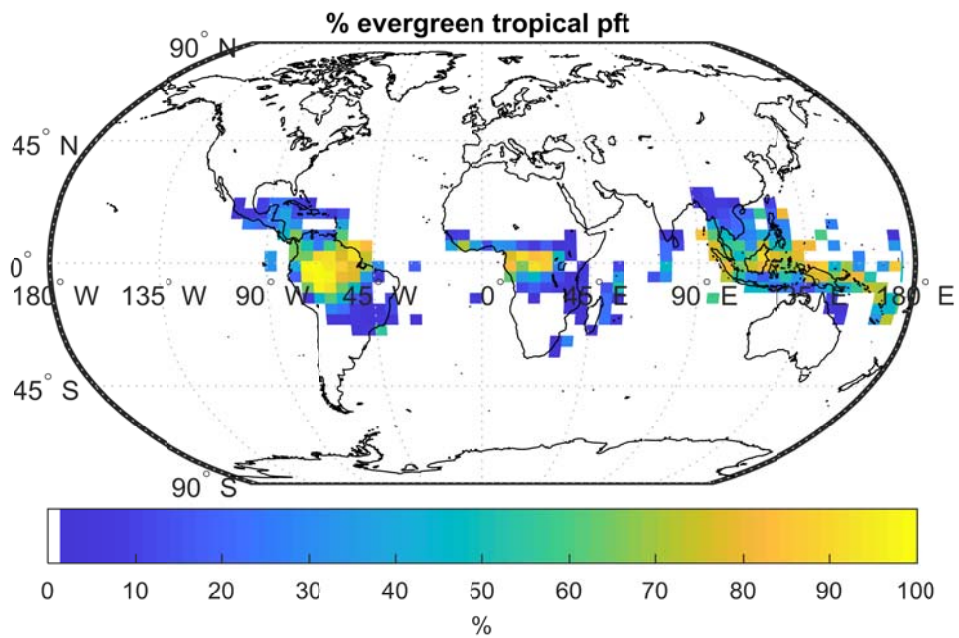 % evergreen tropical pft
90° N
45° N
0°
180° W 135° W 90° W 45° W 0° 45° E 90° E 135° E 180° E
45° S
90° S
0 10 20 30 40 50 60 70 80 90 100
%